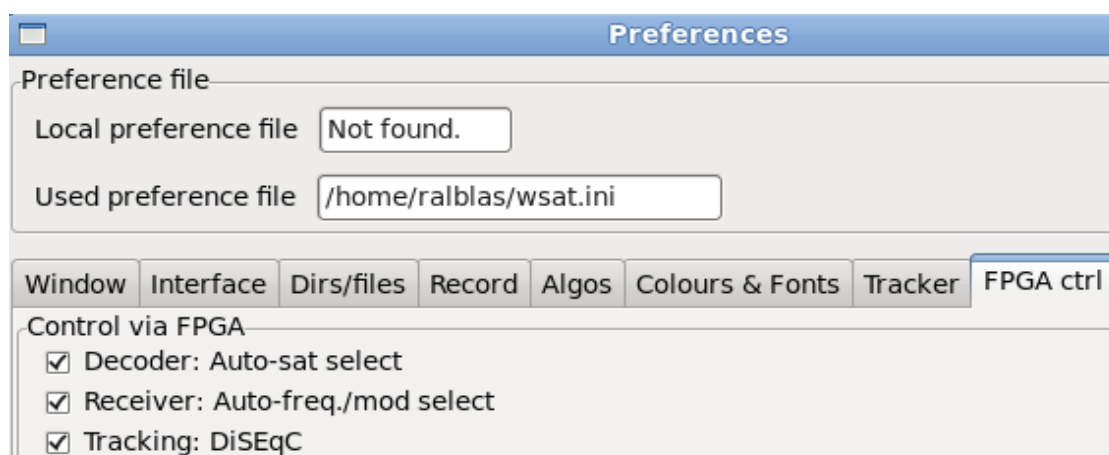 Preferences
Preference file
Local preference file Not found.
Used preference file /home/ralblas/wsat.ini
Window Interface Dirs/files Record Algos Colours & Fonts Tracker FPGA ctrl
Control via FPGA
Decoder: Auto-sat select
Receiver: Auto-freq./mod select
Tracking: DiSEqC